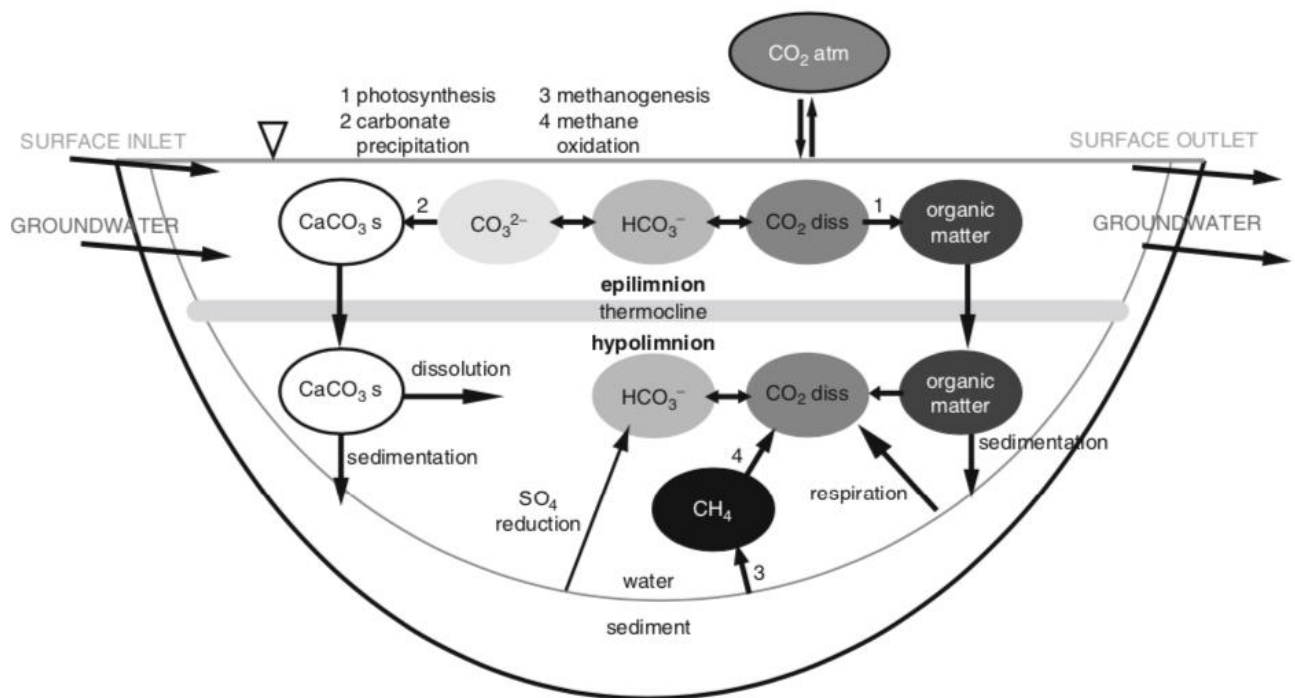 CO₂ atm
1 photosynthesis
2 carbonate
precipitation
3 methanogenesis
4 methane
oxidation
SURFACE INLET
SURFACE OUTLET
GROUNDWATER
GROUNDWATER
CaCO₃ s
2
CO₃²⁻
HCO₃⁻
CO₂ diss
1
organic
matter
epilimnion
thermocline
hypolimnion
CaCO₃ s
dissolution
HCO₃⁻
CO₂ diss
organic
matter
sedimentation
sedimentation
4
respiration
SO₄
reduction
CH₄
3
water
sediment